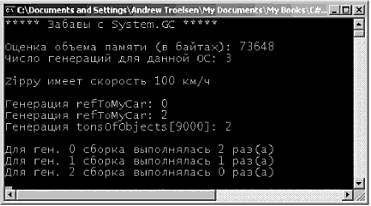 C:\Documents and Settings\Andrew Troelsen\My Documents\My Books\C#...
***** Забавы с System.GC *****
Оценка объема памяти (в байтах): 73648
Число генераций для данной ОС: 3
Zippy имеет скорость 100 км/ч
Генерация refToMyCar: 0
Генерация refToMyCar: 2
Генерация tonsOfObjects[9000]: 2
Для ген. 0 сборка выполнялась 2 раз(а)
Для ген. 1 сборка выполнялась 1 раз(а)
Для ген. 2 сборка выполнялась 0 раз(а)